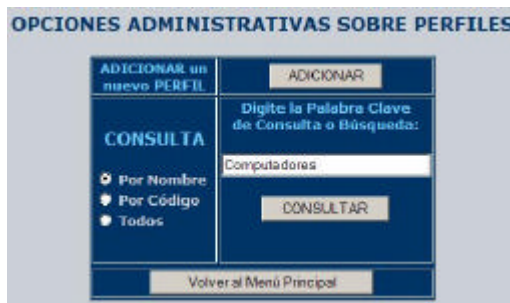 OPCIONES ADMINISTRATIVAS SOBRE PERFILES
ADICIONAR un
nuevo PERFIL
ADICIONAR
CONSULTA
Por Nombre
Por Código
Todos
Digite la Palabra Clave
de Consulta o Búsqueda:
Computadores
CONSULTAR
Volver al Menú Principal